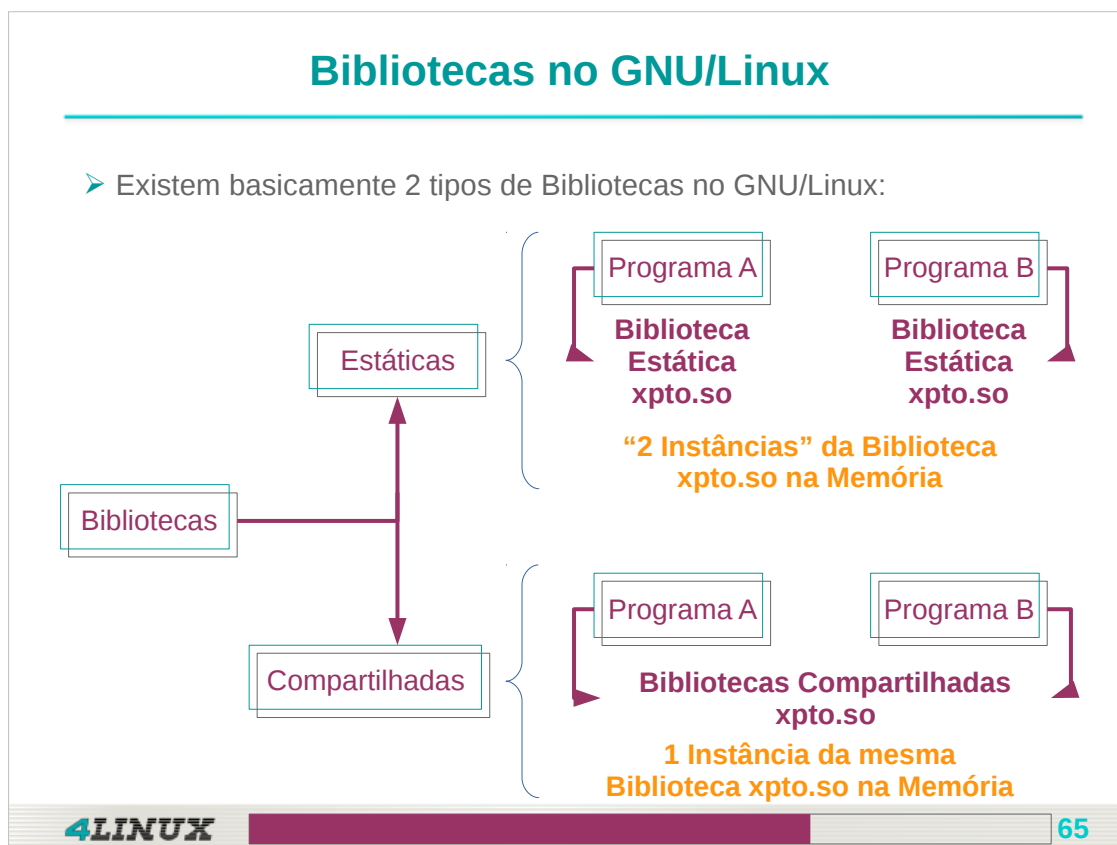 Bibliotecas no GNU/Linux
Existem basicamente 2 tipos de Bibliotecas no GNU/Linux:
Programa A
Programa B
Biblioteca
Estática
xpto.so
Biblioteca
Estática
xpto.so
Estáticas
“2 Instâncias” da Biblioteca
xpto.so na Memória
Bibliotecas
Programa A
Programa B
Compartilhadas
Bibliotecas Compartilhadas
xpto.so
1 Instância da mesma
Biblioteca xpto.so na Memória
4LINUX
65